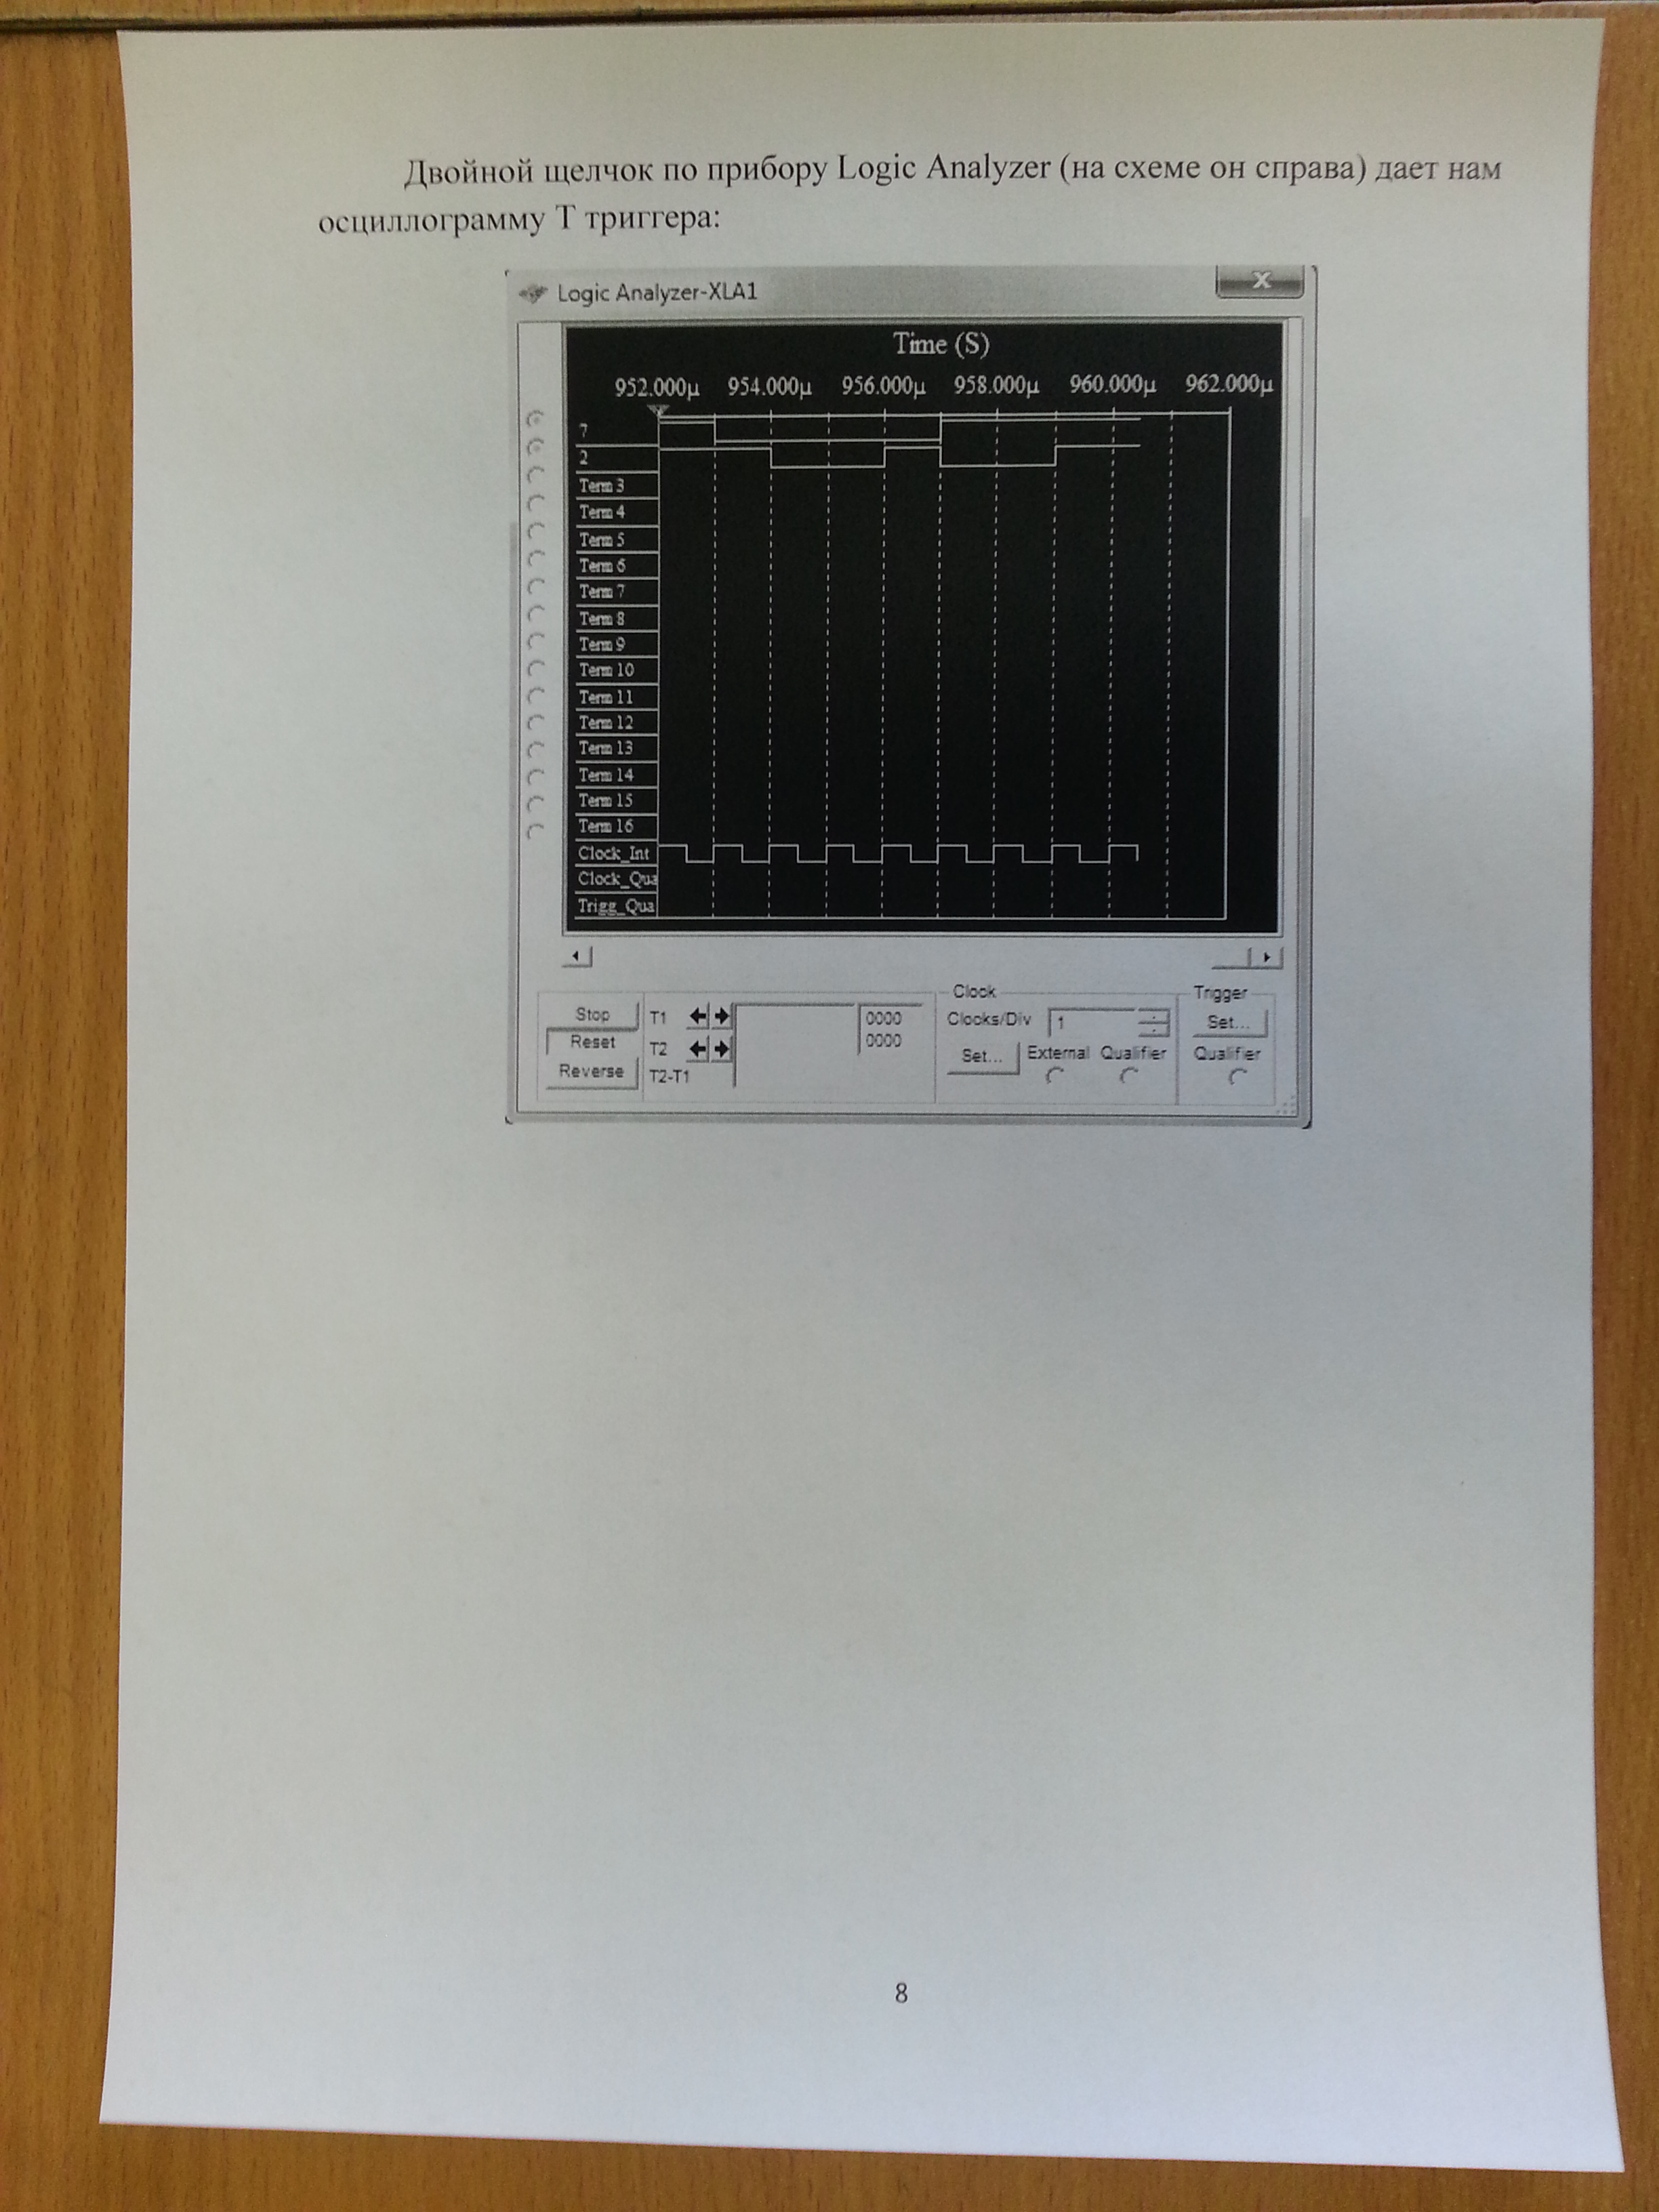 Двойной щелчок по прибору Logic Analyzer (на схеме он справа) дает нам
осциллограмму Т триггера:
Logic Analyzer-XLA1
X
Time (S)
952.000µ 954.000µ 956.000µ 958.000µ 960.000µ 962.000µ
7
2
Term 3
Term 4
Term 5
Term 6
Term 7
Term 8
Term 9
Term 10
Term 11
Term 12
Term 13
Term 14
Term 15
Term 16
Clock_Int
Clock_Qua
Trigg_Qua
Clock Trigger
Stop T1 0000 Clocks/Div 1 Set...
Reset T2 0000 Set... External Qualifier Qualifier
Reverse T2-T1
8